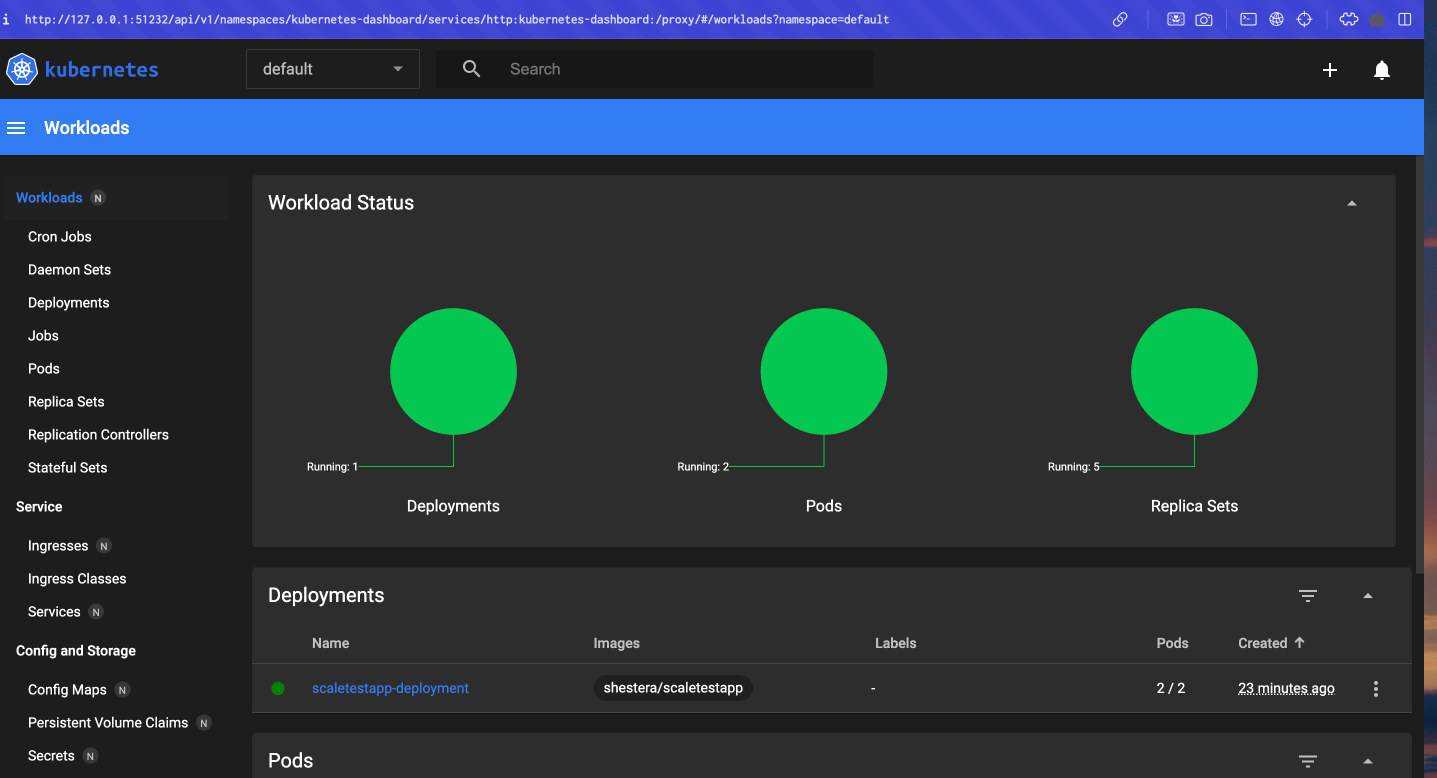 i http://127.0.0.1:51232/api/v1/namespaces/kubernetes-dashboard/services/http:kubernetes-dashboard:/proxy/#/workloads?namespace=default
kubernetes
default
Search
Workloads
Workloads N
Cron Jobs
Daemon Sets
Deployments
Jobs
Pods
Replica Sets
Replication Controllers
Stateful Sets
Service
Ingresses N
Ingress Classes
Services N
Config and Storage
Config Maps N
Persistent Volume Claims N
Secrets N
Workload Status
Running: 1
Deployments
Running: 2
Pods
Running: 5
Replica Sets
Deployments
Name Images Labels Pods Created
scaletestapp-deployment shestera/scaletestapp - 2 / 2 23 minutes ago
Pods